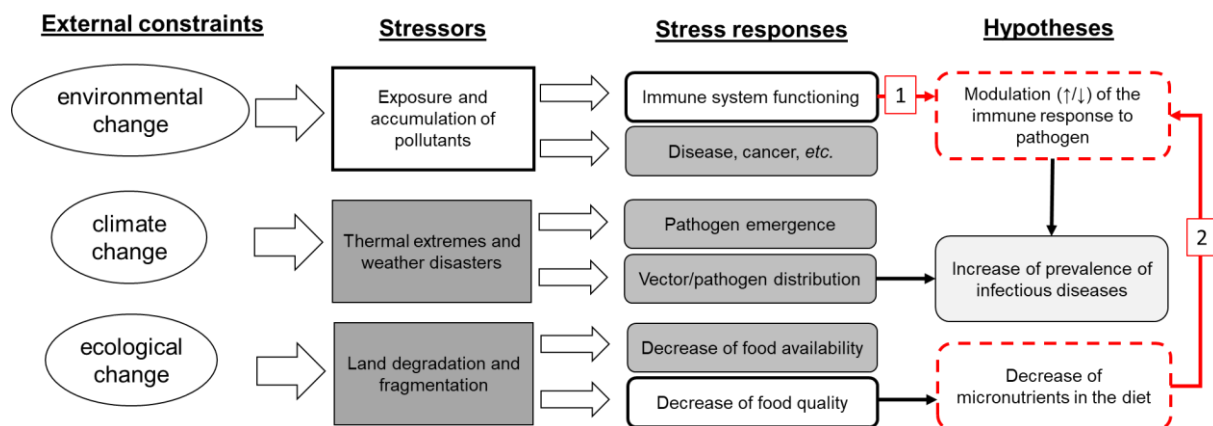 External constraints
Stressors
Stress responses
Hypotheses
environmental
change
Exposure and
accumulation of
pollutants
Immune system functioning
1
Modulation (↑/↓) of the
immune response to
pathogen
Disease, cancer, etc.
climate
change
Thermal extremes and
weather disasters
Pathogen emergence
Vector/pathogen distribution
Increase of prevalence of
infectious diseases
2
ecological
change
Land degradation and
fragmentation
Decrease of food availability
Decrease of food quality
Decrease of
micronutrients in the diet